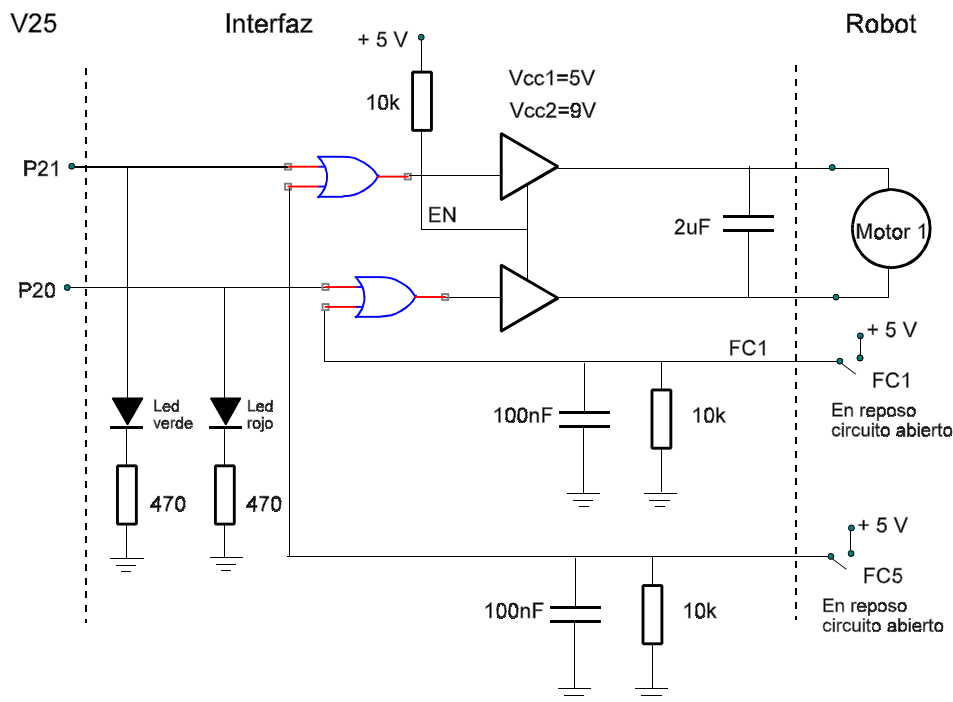 V25
Interfaz
Robot
+ 5 V
Vcc1=5V
10k
Vcc2=9V
P21
EN
2uF
Motor 1
P20
+ 5 V
FC1
FC1
Led
verde
Led
rojo
100nF
10k
En reposo
circuito abierto
470
470
+ 5 V
FC5
100nF
10k
En reposo
circuito abierto